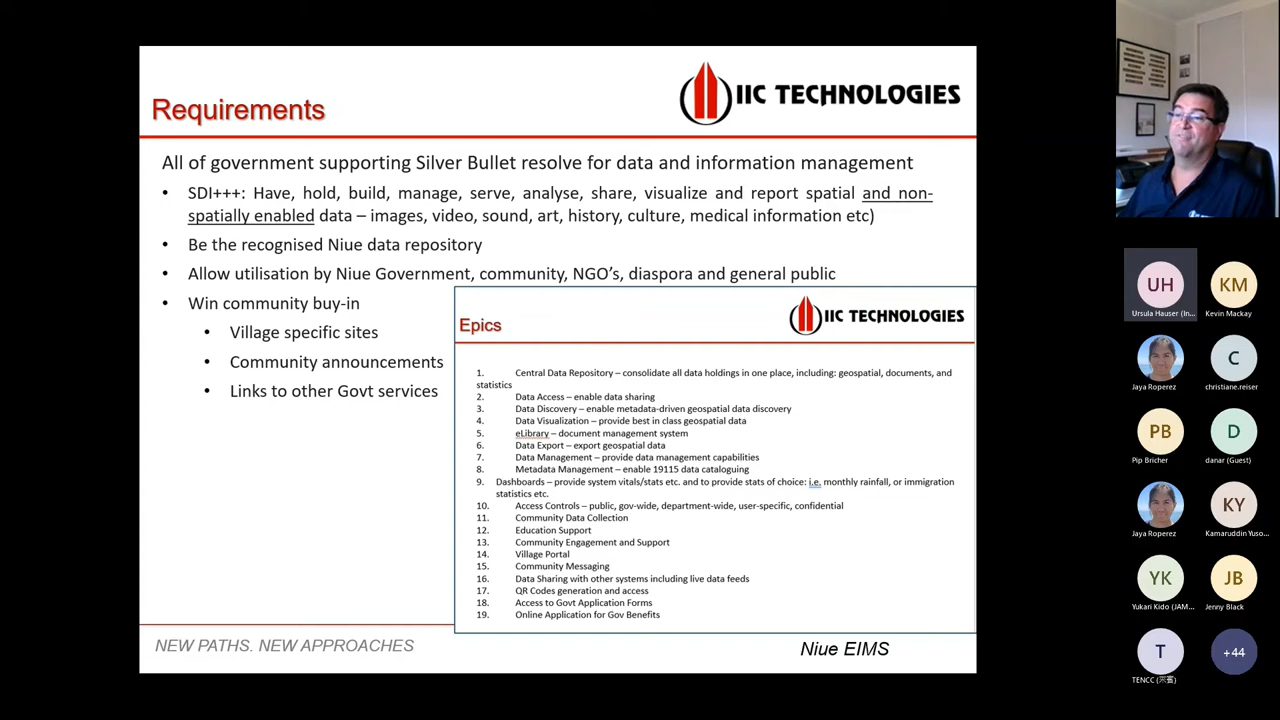 Requirements
IIC TECHNOLOGIES
All of government supporting Silver Bullet resolve for data and information management
• SDI+++: Have, hold, build, manage, serve, analyse, share, visualize and report spatial and non-
spatially enabled data – images, video, sound, art, history, culture, medical information etc)
• Be the recognised Niue data repository
• Allow utilisation by Niue Government, community, NGO's, diaspora and general public
• Win community buy-in
• Village specific sites
• Community announcements
• Links to other Govt services
Epics
IIC TECHNOLOGIES
1. Central Data Repository – consolidate all data holdings in one place, including: geospatial, documents, and
statistics
2. Data Access – enable data sharing
3. Data Discovery – enable metadata-driven geospatial data discovery
4. Data Visualization – provide best in class geospatial data
5. eLibrary – document management system
6. Data Export – export geospatial data
7. Data Management – provide data management capabilities
8. Metadata Management – enable 19115 data cataloguing
9. Dashboards – provide system vitals/stats etc. and to provide stats of choice: i.e. monthly rainfall, or immigration
statistics etc.
10. Access Controls – public, gov-wide, department-wide, user-specific, confidential
11. Community Data Collection
12. Education Support
13. Community Engagement and Support
14. Village Portal
15. Community Messaging
16. Data Sharing with other systems including live data feeds
17. QR Codes generation and access
18. Access to Govt Application Forms
19. Online Application for Gov Benefits
NEW PATHS. NEW APPROACHES
Niue EIMS
UH
Ursula Hauser (In...
KM
Kevin Mackay
Jaya Roperez
C
christiane.reiser
PB
Pip Bricher
D
danar (Guest)
Jaya Roperez
KY
Kamaruddin Yuso...
YK
Yukari Kido (JAM...
JB
Jenny Black
T
TENCC
+44